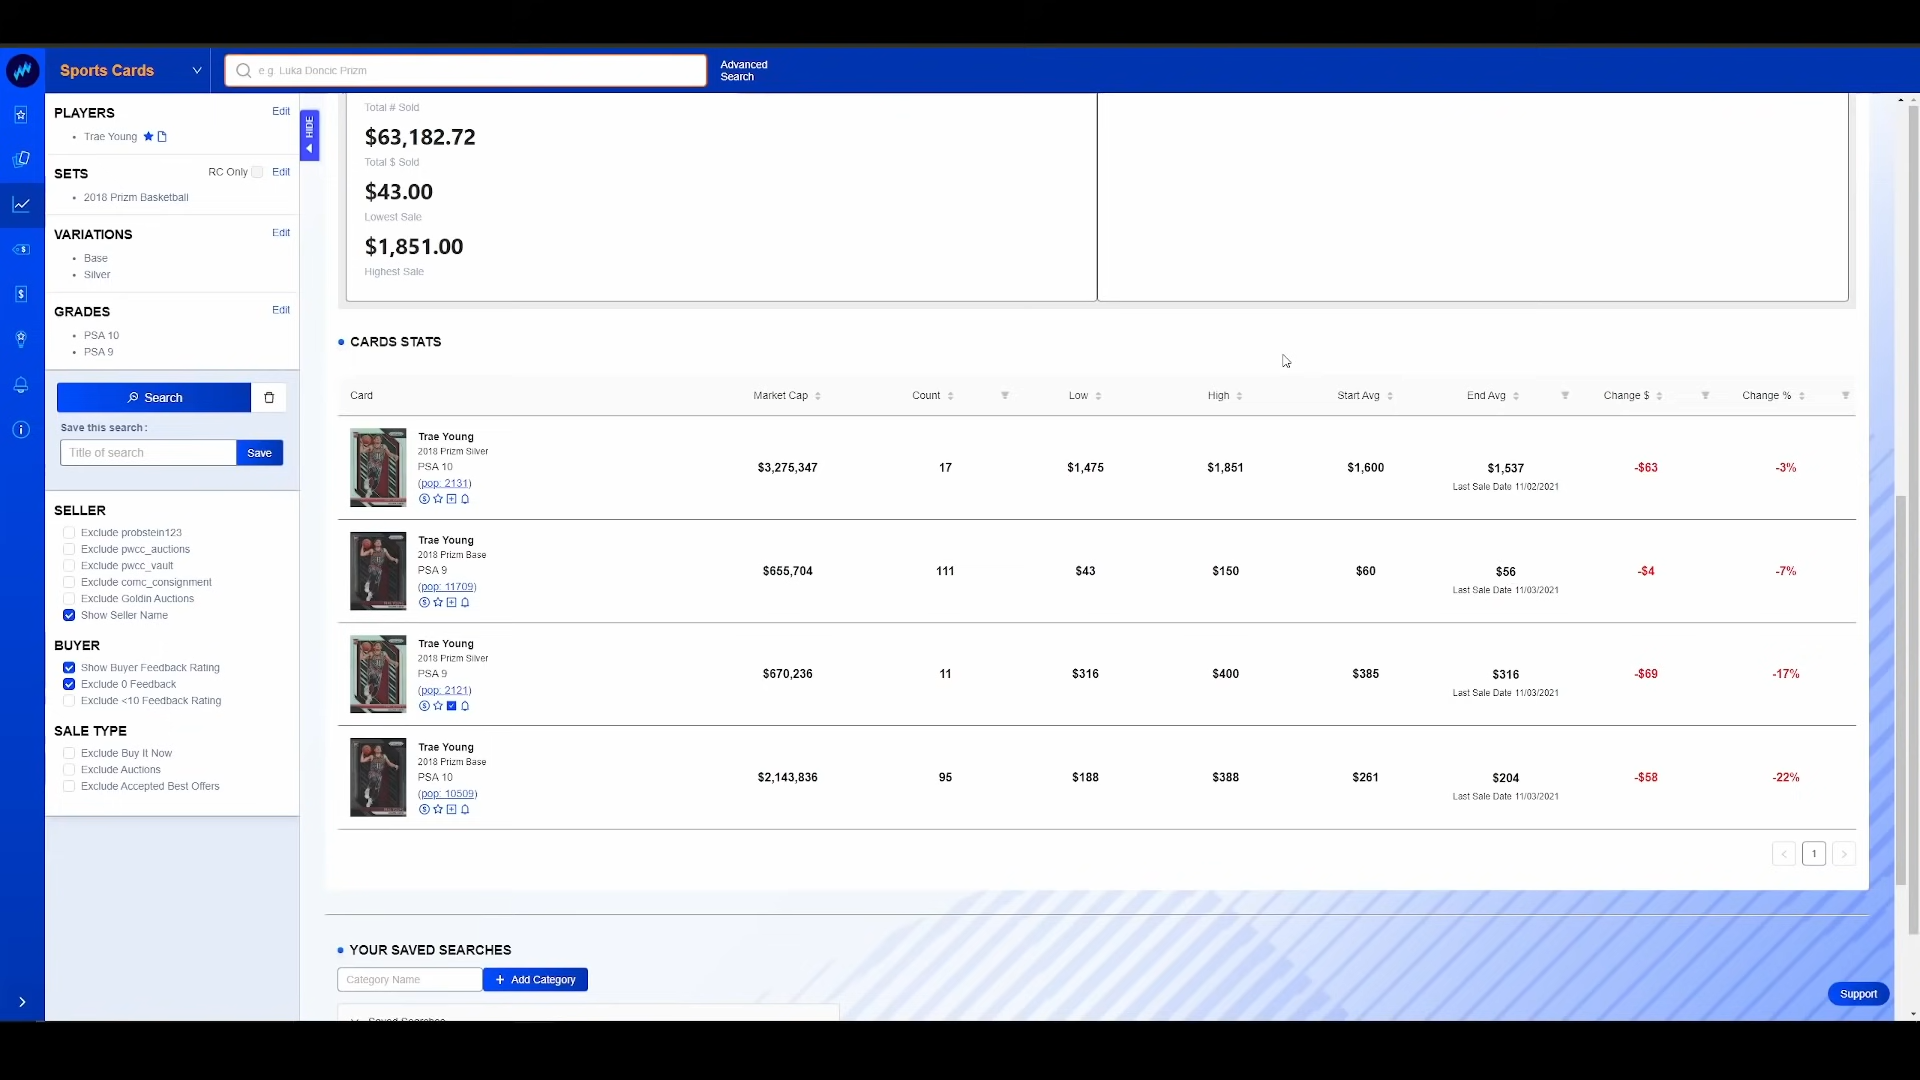 Sports Cards
e.g. Luka Doncic Prizm
Advanced
Search
PLAYERS
Edit
Trae Young
SETS
RC Only
Edit
2018 Prizm Basketball
VARIATIONS
Edit
Base
Silver
GRADES
Edit
PSA 10
PSA 9
Search
Save this search:
Title of search
Save
SELLER
Exclude probstein123
Exclude pwcc_auctions
Exclude pwcc_vault
Exclude comc_consignment
Exclude Goldin Auctions
Show Seller Name
BUYER
Show Buyer Feedback Rating
Exclude 0 Feedback
Exclude <10 Feedback Rating
SALE TYPE
Exclude Buy It Now
Exclude Auctions
Exclude Accepted Best Offers
HIDE
Total # Sold
$63,182.72
Total $ Sold
$43.00
Lowest Sale
$1,851.00
Highest Sale
CARDS STATS
Card Market Cap Count Low High Start Avg End Avg Change $ Change %
Trae Young
2018 Prizm Silver
PSA 10
(pop: 2131)
$3,275,347 17 $1,475 $1,851 $1,600 $1,537 -$63 -3%
Last Sale Date 11/02/2021
Trae Young
2018 Prizm Base
PSA 9
(pop: 11709)
$655,704 111 $43 $150 $60 $56 -$4 -7%
Last Sale Date 11/03/2021
Trae Young
2018 Prizm Silver
PSA 9
(pop: 2121)
$670,236 11 $316 $400 $385 $316 -$69 -17%
Last Sale Date 11/03/2021
Trae Young
2018 Prizm Base
PSA 10
(pop: 10509)
$2,143,836 95 $188 $388 $261 $204 -$58 -22%
Last Sale Date 11/03/2021
1
YOUR SAVED SEARCHES
Category Name
+ Add Category
Saved Searches
Support